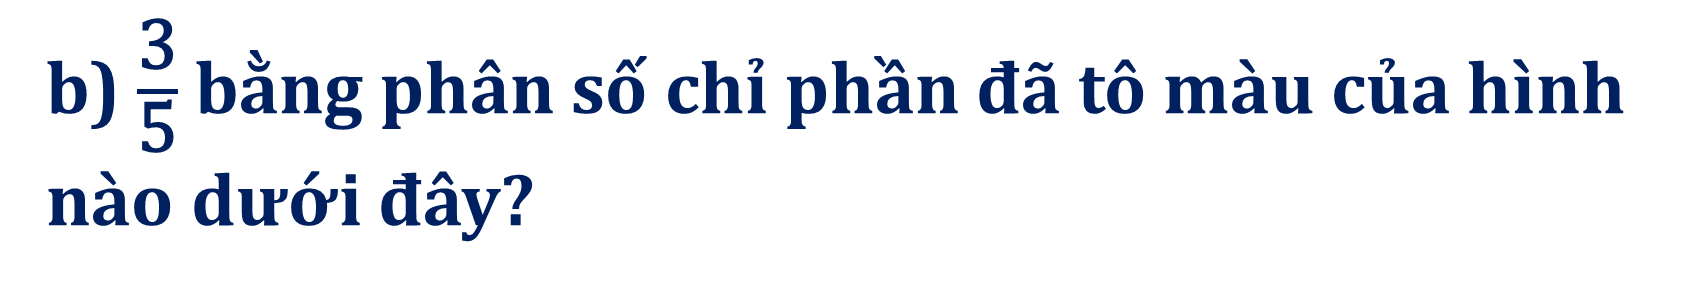 b) 3/5 bằng phân số chỉ phần đã tô màu của hình
nào dưới đây?